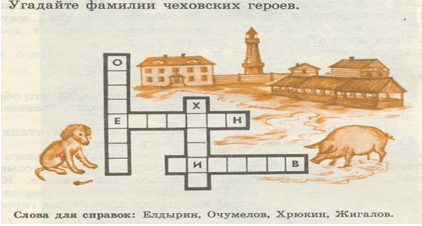 Угадайте фамилии чеховских героев.
О
Х
Е Н
И В
Слова для справок: Елдырин, Очумелов, Хрюкин, Жигалов.